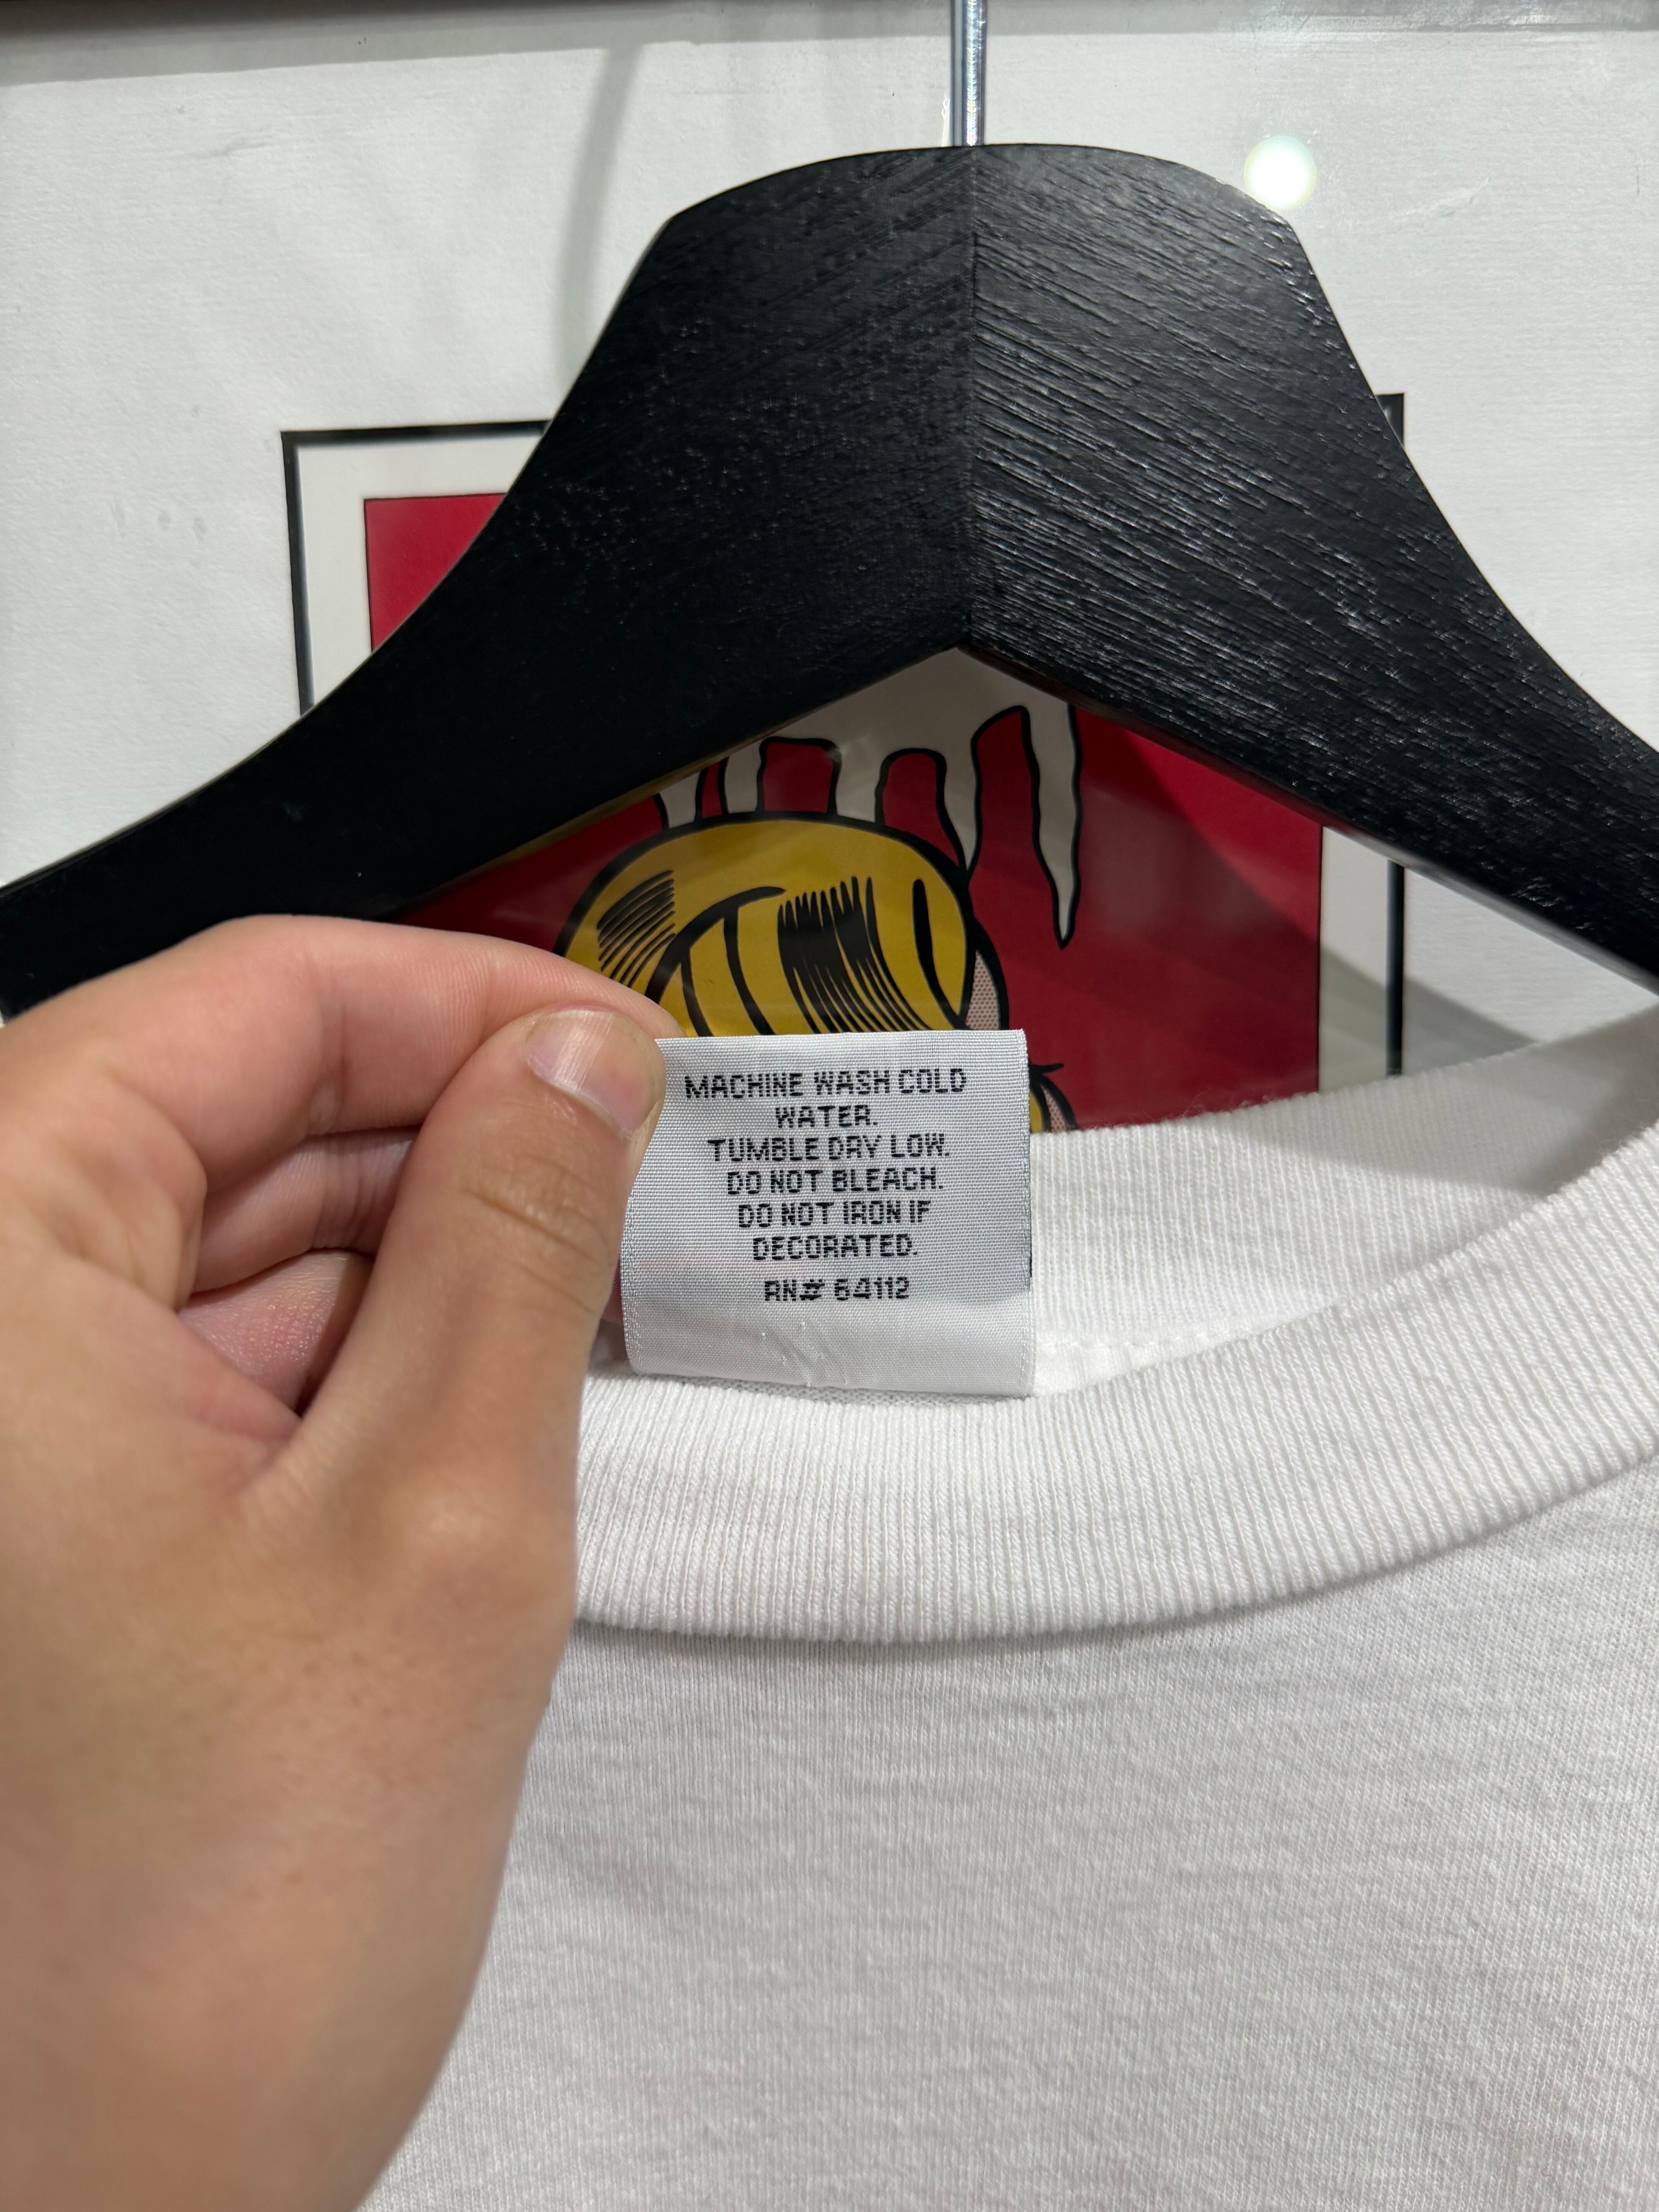 MACHINE WASH COLD
WATER.
TUMBLE DRY LOW.
DO NOT BLEACH.
DO NOT IRON IF
DECORATED.
RN# 64112